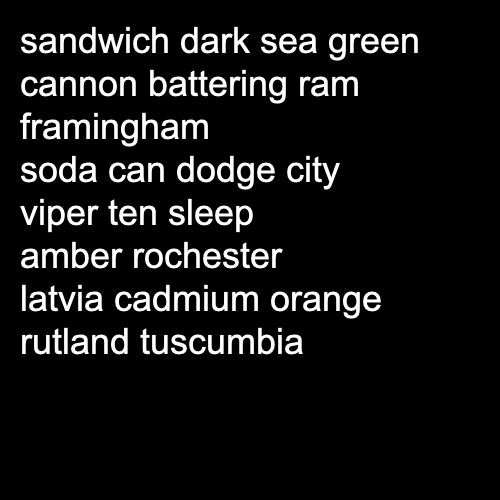 sandwich dark sea green
cannon battering ram
framingham
soda can dodge city
viper ten sleep
amber rochester
latvia cadmium orange
rutland tuscumbia